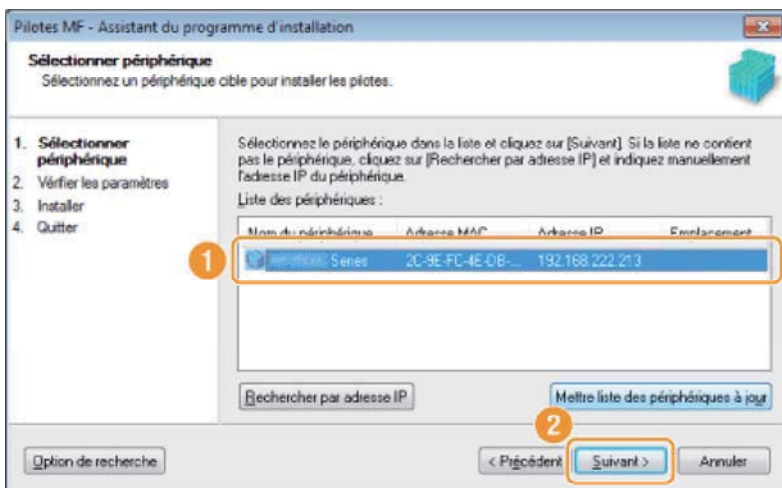 Pilotes MF - Assistant du programme d'installation
Sélectionner périphérique
Sélectionnez un périphérique cible pour installer les pilotes.
1. Sélectionner
périphérique
2. Vérifier les paramètres
3. Installer
4. Quitter
Sélectionnez le périphérique dans la liste et cliquez sur [Suivant]. Si la liste ne contient
pas le périphérique, cliquez sur [Rechercher par adresse IP] et indiquez manuellement
l'adresse IP du périphérique.
Liste des périphériques :
Nom du périphérique Adresse MAC Adresse IP Emplacement
1
Series 2C-9E-FC-4E-DB-... 192.168.222.213
Rechercher par adresse IP Mettre liste des périphériques à jour
2
Option de recherche < Précédent Suivant > Annuler